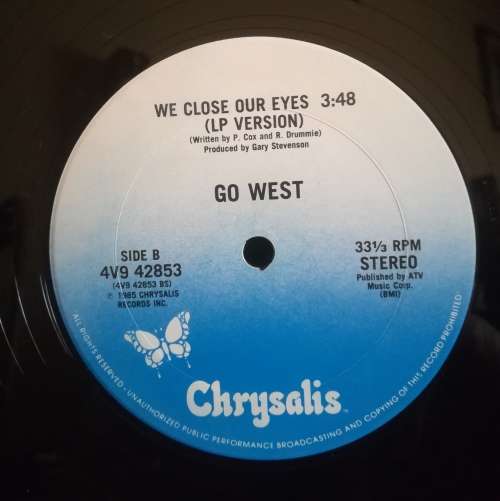 WE CLOSE OUR EYES 3:48
(LP VERSION)
(Written by P. Cox and R. Drummie)
Produced by Gary Stevenson
GO WEST
SIDE B
4V9 42853
(4V9 42853 BS)
℗ 1985 CHRYSALIS
RECORDS INC.
33⅓ RPM
STEREO
Published by ATV
Music Corp.
(BMI)
Chrysalis™
ALL RIGHTS RESERVED · UNAUTHORIZED PUBLIC PERFORMANCE BROADCASTING AND COPYING OF THIS RECORD PROHIBITED